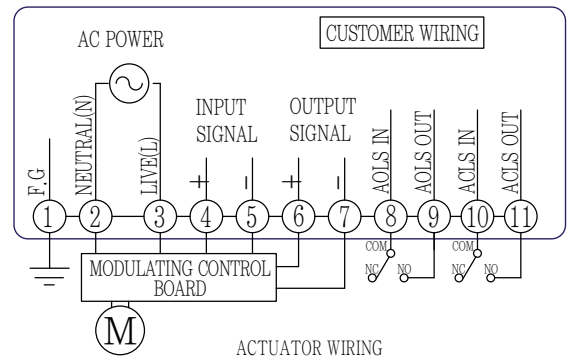 AC POWER
CUSTOMER WIRING
INPUT
SIGNAL
OUTPUT
SIGNAL
F.G
NEUTRAL(N)
LIVE(L)
+
-
+
-
AOLS IN
AOLS OUT
ACLS IN
ACLS OUT
1 2 3 4 5 6 7 8 9 10 11
COM
NC
NO
COM
NC
NO
MODULATING CONTROL
BOARD
M
ACTUATOR WIRING